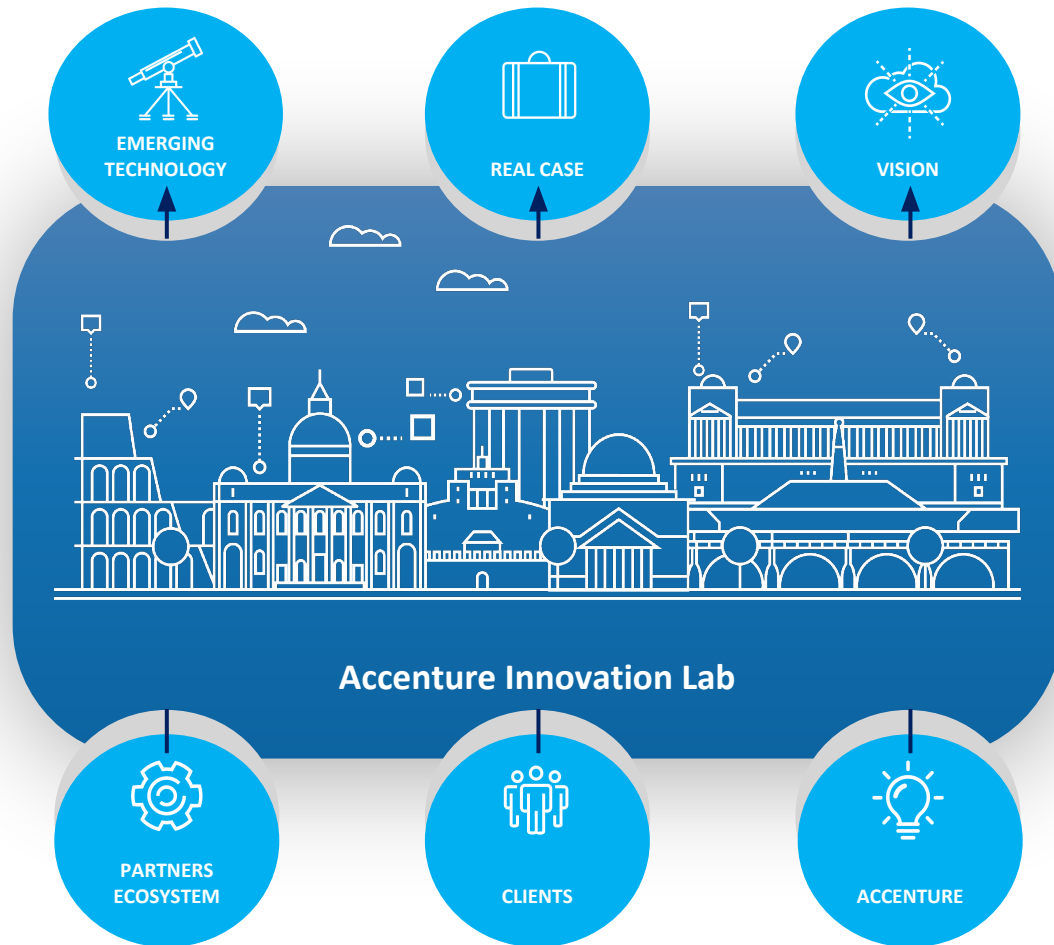 EMERGING
TECHNOLOGY
REAL CASE
VISION
Accenture Innovation Lab
PARTNERS
ECOSYSTEM
CLIENTS
ACCENTURE